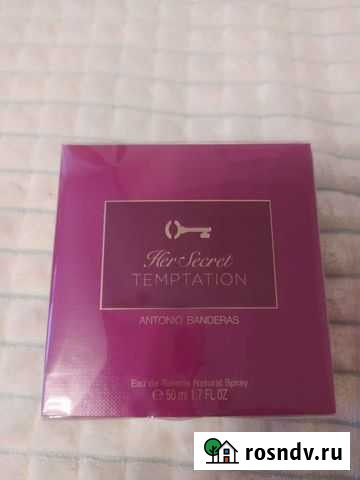 Her Secret
TEMPTATION
ANTONIO BANDERAS
Eau de Toilette Natural Spray
℮ 50 ml 1.7 FL OZ
rosndv.ru